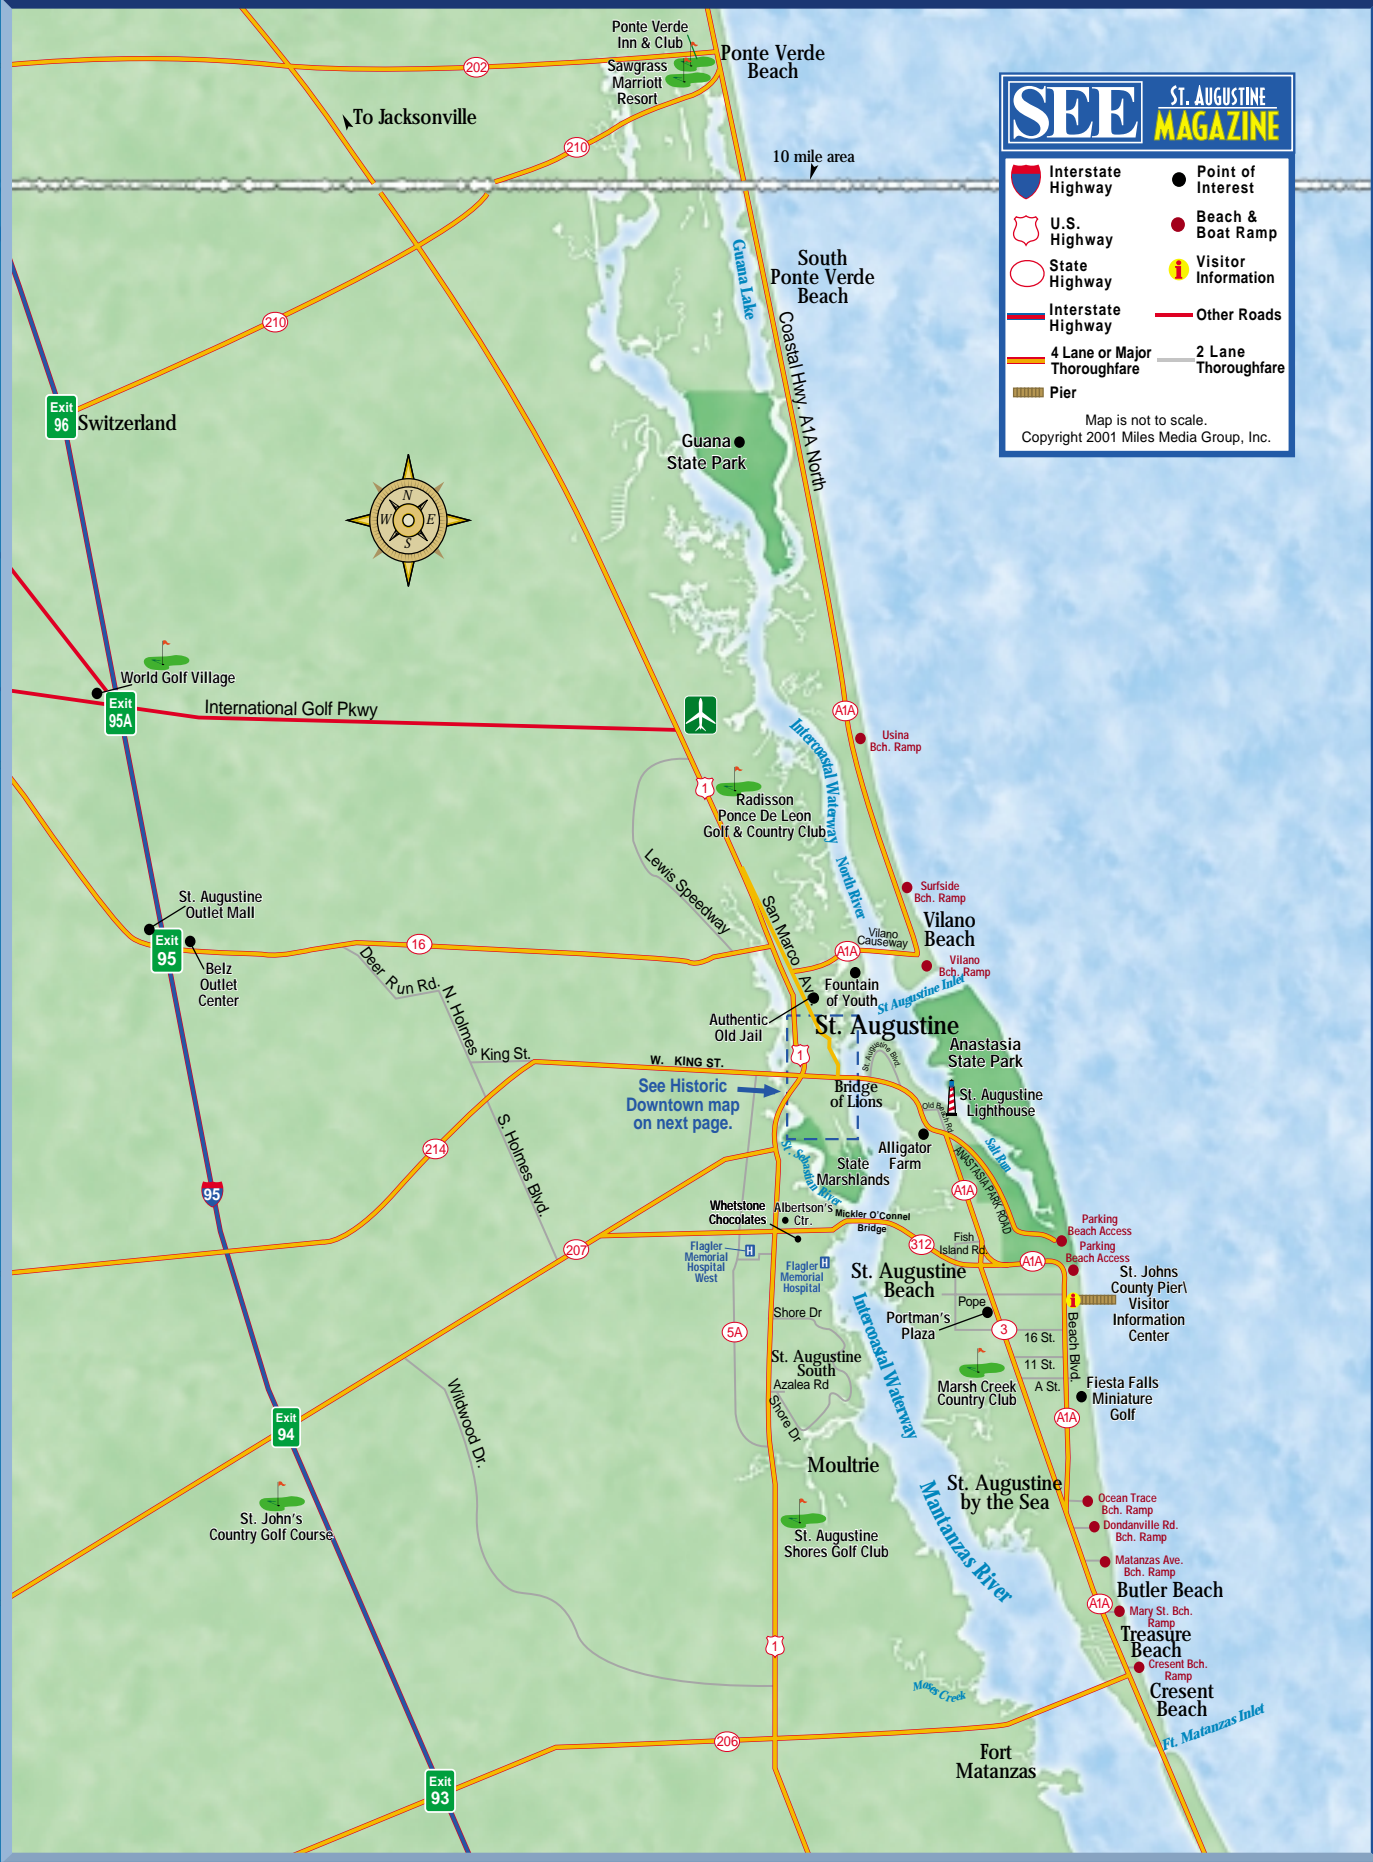 Ponte Verde
Inn & Club
Sawgrass
Marriott
Resort
Ponte Verde
Beach
202
To Jacksonville
210
10 mile area
SEE
ST. AUGUSTINE
MAGAZINE
Interstate
Highway
Point of
Interest
U.S.
Highway
Beach &
Boat Ramp
State
Highway
i
Visitor
Information
Interstate
Highway
Other Roads
4 Lane or Major
Thoroughfare
2 Lane
Thoroughfare
Pier
Map is not to scale.
Copyright 2001 Miles Media Group, Inc.
Guana Lake
South
Ponte Verde
Beach
210
Coastal Hwy. A1A North
Exit
96
Switzerland
Guana
State Park
N
W
E
S
World Golf Village
Exit
95A
International Golf Pkwy
A1A
Usina
Bch. Ramp
Intercoastal Waterway
1
Radisson
Ponce De Leon
Golf & Country Club
Lewis Speedway
North River
San Marco Av
Surfside
Bch. Ramp
St. Augustine
Outlet Mall
Exit
95
16
Belz
Outlet
Center
Deer Run Rd.
Vilano
Causeway
A1A
Vilano
Beach
Vilano
Bch. Ramp
Fountain
of Youth
St Augustine Inlet
N. Holmes
Authentic
Old Jail
St. Augustine
Anastasia
State Park
King St.
W. KING ST.
1
St. Augustine Blvd.
See Historic
Downtown map
on next page.
Bridge
of Lions
St. Augustine
Lighthouse
Old Beach Rd.
S. Holmes Blvd.
214
Alligator
Farm
Salt Run
State
Marshlands
St. Sebastian River
ANASTASIA PARK ROAD
95
A1A
Whetstone
Chocolates
Albertson's
Ctr.
Mickler O'Connel
Bridge
Parking
Beach Access
207
312
Fish
Island Rd.
Parking
Beach Access
Flagler
Memorial
Hospital
West
H
Flagler
Memorial
Hospital
H
A1A
St. Augustine
Beach
St. Johns
County Pier\
Visitor
Information
Center
i
Pope
Portman's
Plaza
Shore Dr
5A
3
16 St.
Beach Blvd.
St. Augustine
South
11 St.
Azalea Rd
Marsh Creek
Country Club
A St.
Fiesta Falls
Miniature
Golf
Shore Dr
Intercoastal Waterway
A1A
Wildwood Dr.
Exit
94
Moultrie
St. Augustine
by the Sea
Mantanzas River
St. John's
Country Golf Course
St. Augustine
Shores Golf Club
Ocean Trace
Bch. Ramp
Dondanville Rd.
Bch. Ramp
Matanzas Ave.
Bch. Ramp
Butler Beach
A1A
Mary St. Bch.
Ramp
Treasure
Beach
1
Cresent Bch.
Ramp
Moses Creek
Cresent
Beach
Ft. Matanzas Inlet
206
Fort
Matanzas
Exit
93